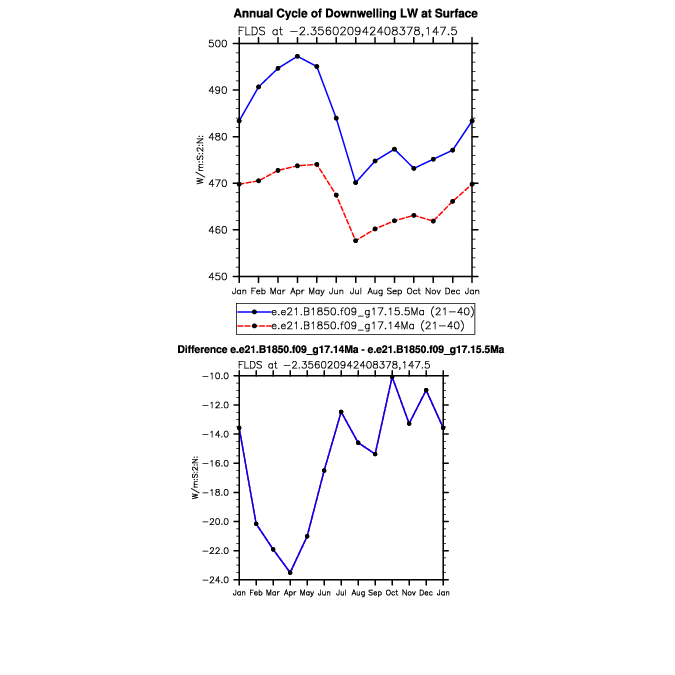 Annual Cycle of Downwelling LW at Surface
FLDS at −2.356020942408378,147.5
500
490
480
470
460
450
W/m:S:2:N:
Jan Feb Mar Apr May Jun Jul Aug Sep Oct Nov Dec Jan
e.e21.B1850.f09_g17.15.5Ma (21−40)
e.e21.B1850.f09_g17.14Ma (21−40)
Difference e.e21.B1850.f09_g17.14Ma - e.e21.B1850.f09_g17.15.5Ma
FLDS at −2.356020942408378,147.5
−10.0
−12.0
−14.0
−16.0
−18.0
−20.0
−22.0
−24.0
W/m:S:2:N:
Jan Feb Mar Apr May Jun Jul Aug Sep Oct Nov Dec Jan